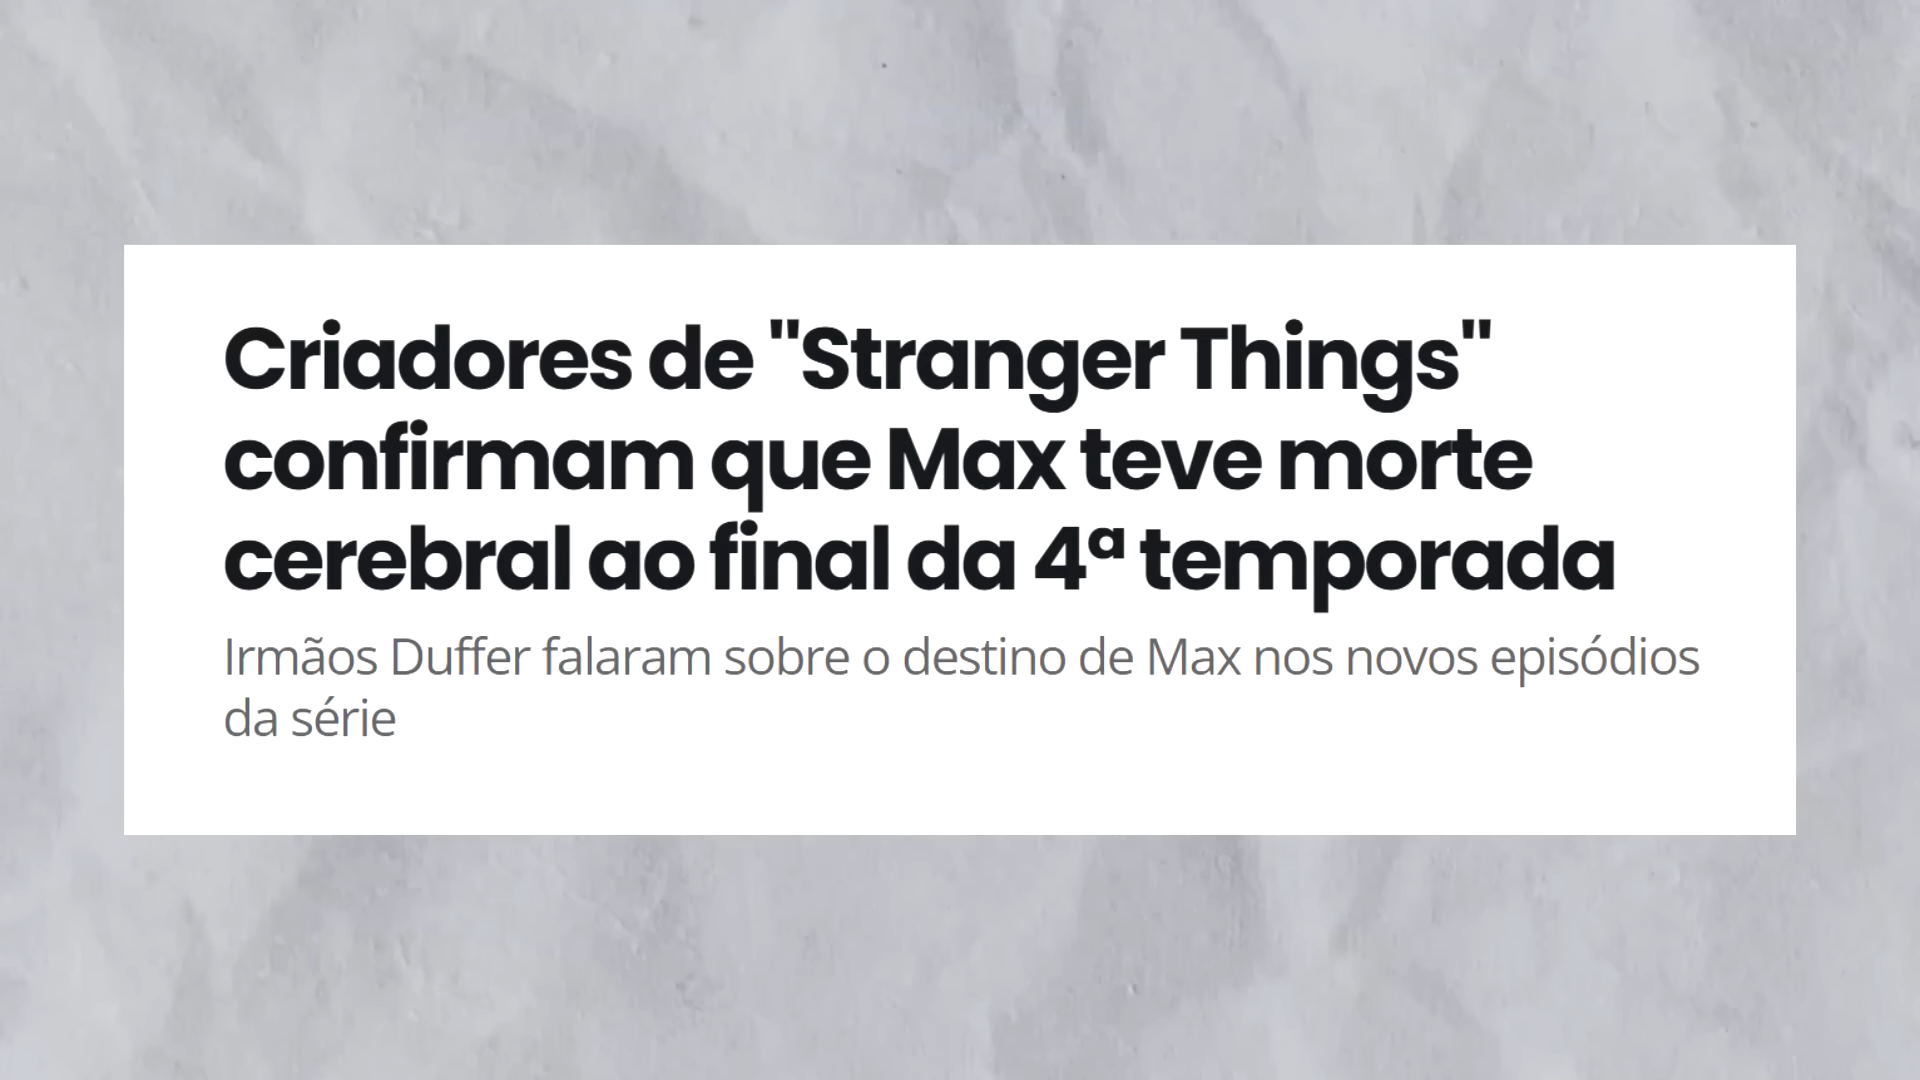 Criadores de "Stranger Things"
confirmam que Max teve morte
cerebral ao final da 4ª temporada
Irmãos Duffer falaram sobre o destino de Max nos novos episódios
da série